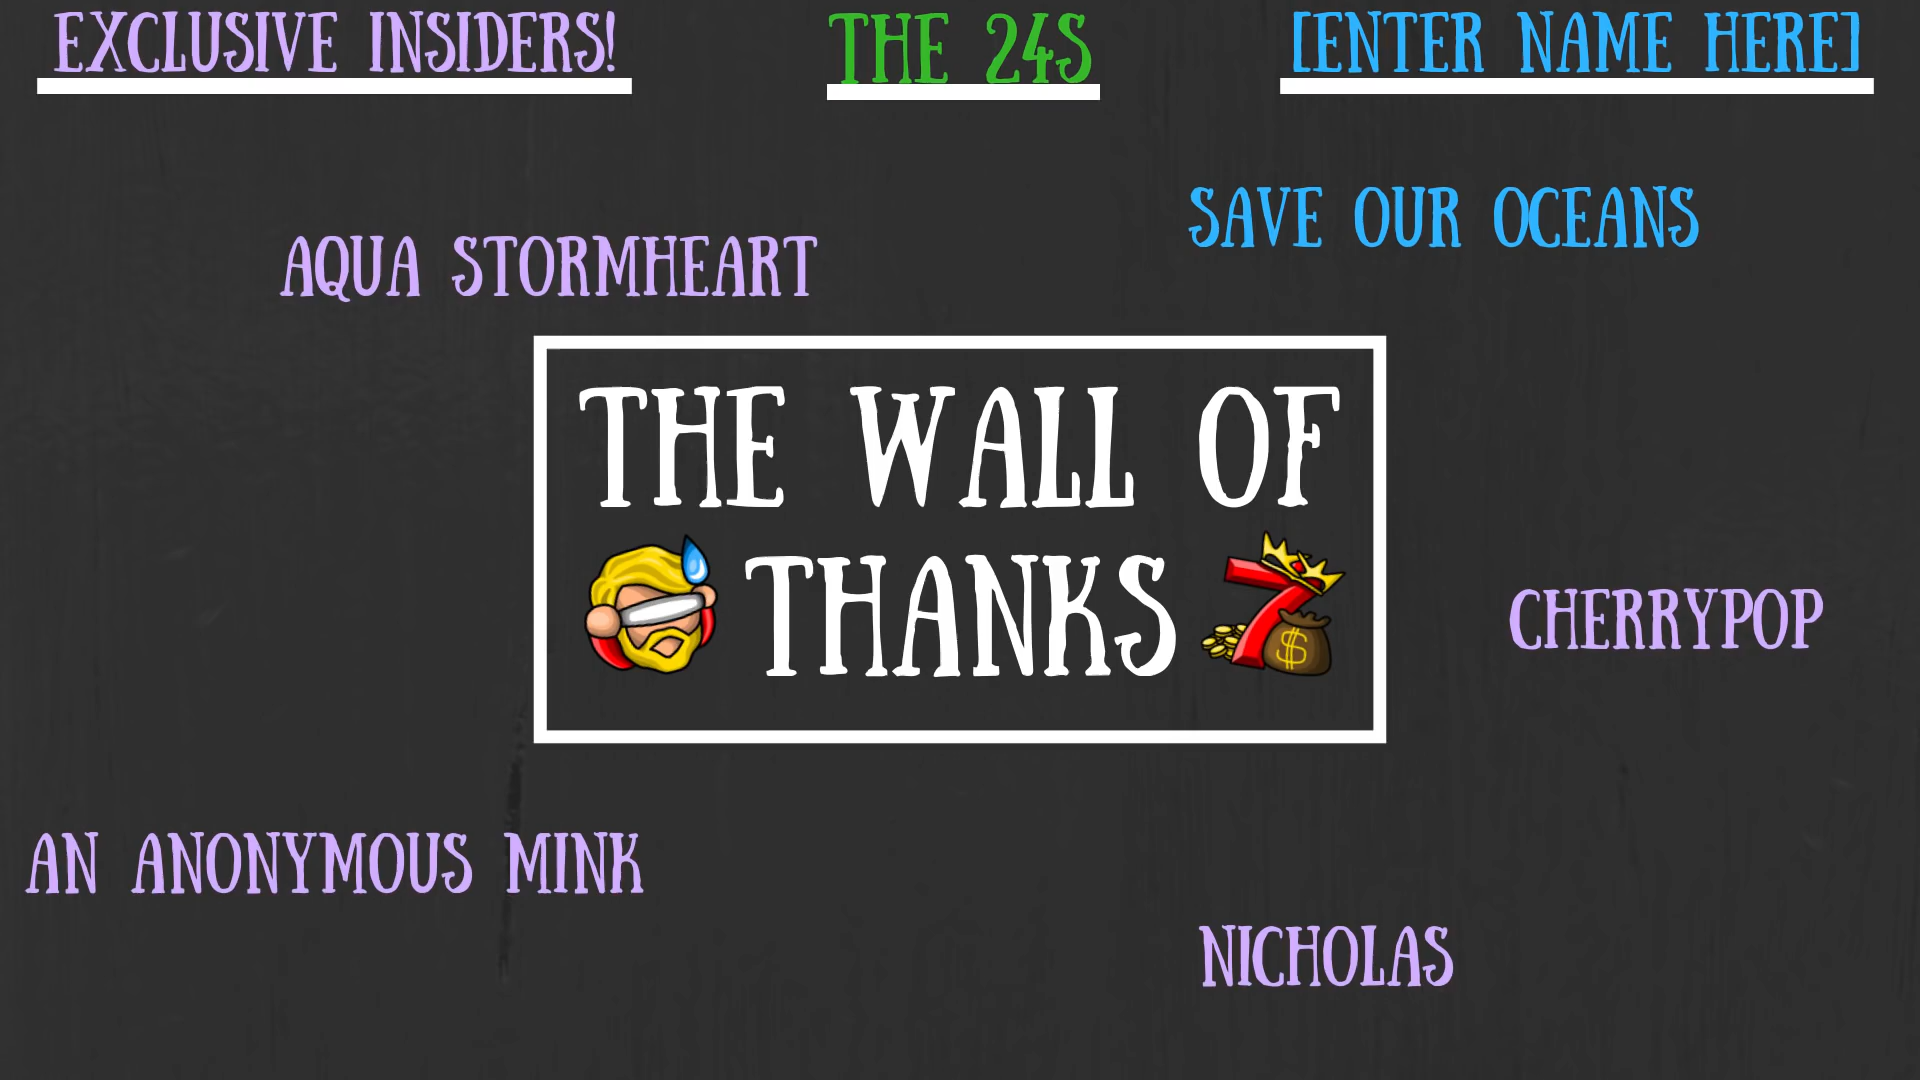 EXCLUSIVE INSIDERS!
THE 24S
[ENTER NAME HERE]
SAVE OUR OCEANS
AQUA STORMHEART
THE WALL OF
THANKS
7
$
CHERRYPOP
AN ANONYMOUS MINK
NICHOLAS